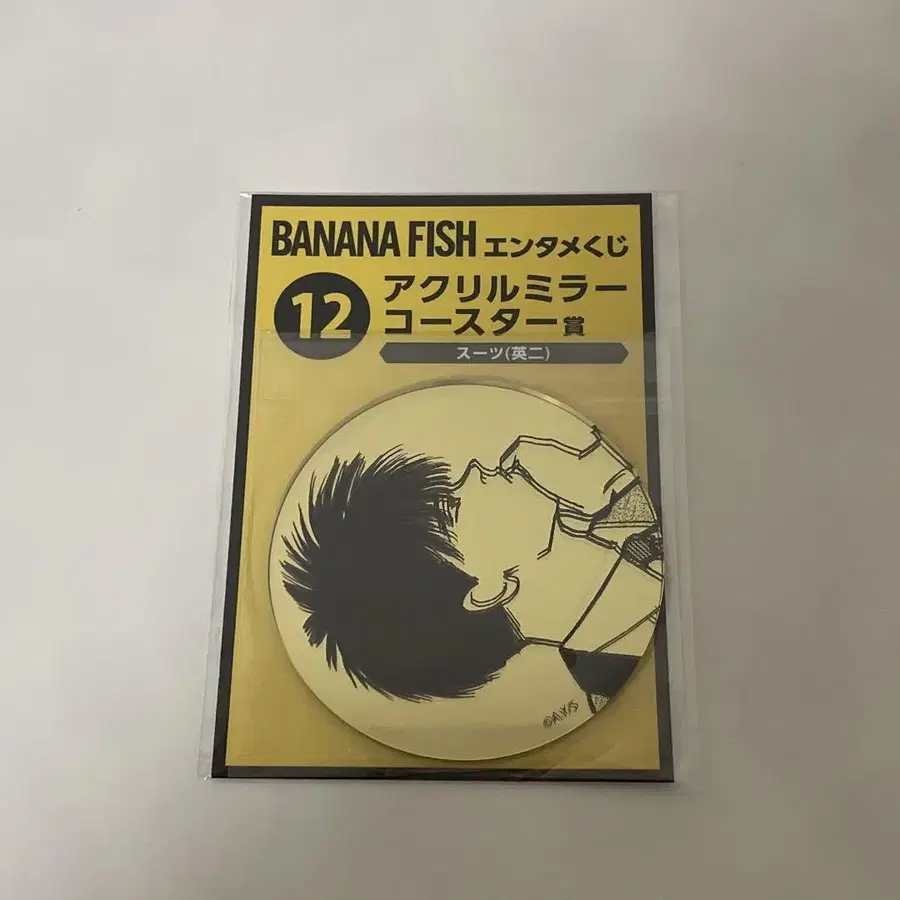 BANANA FISH エンタメくじ
12
アクリルミラー
コースター賞
スーツ(英二)
©A.Y/S